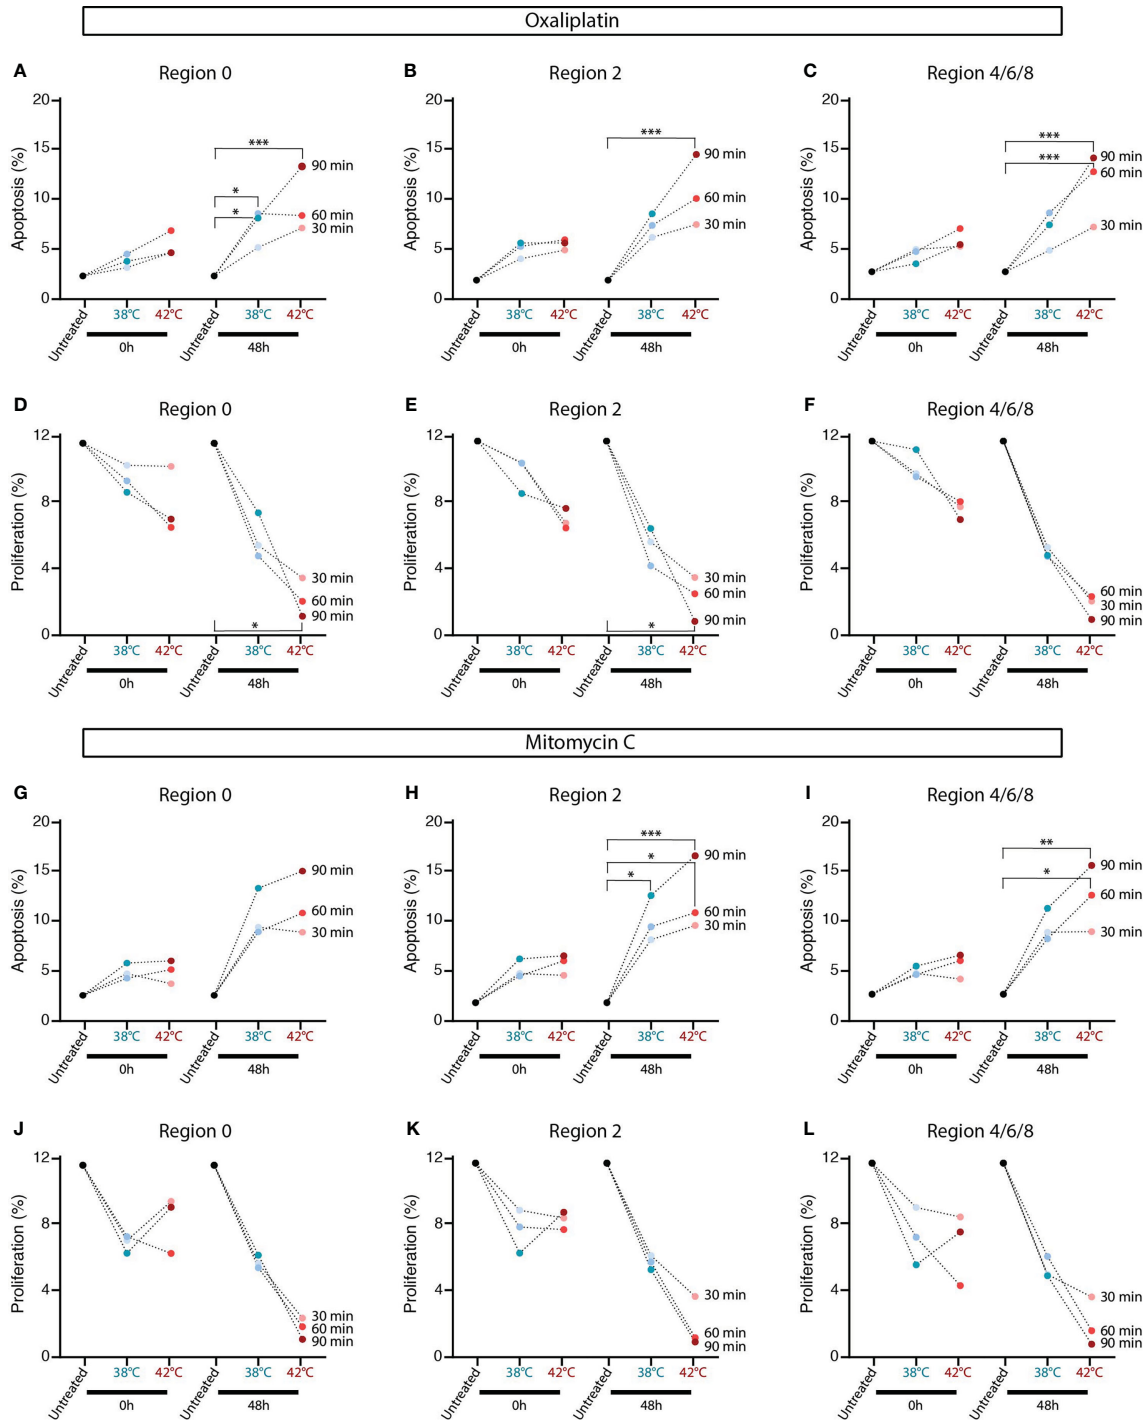 Oxaliplatin
A Region 0
B Region 2
C Region 4/6/8
Apoptosis (%)
20
15
10
5
0
***
*
*
90 min
60 min
30 min
Untreated 38°C 42°C Untreated 38°C 42°C
0h 48h
Apoptosis (%)
20
15
10
5
0
***
90 min
60 min
30 min
Untreated 38°C 42°C Untreated 38°C 42°C
0h 48h
Apoptosis (%)
20
15
10
5
0
***
***
90 min
60 min
30 min
Untreated 38°C 42°C Untreated 38°C 42°C
0h 48h
D Region 0
E Region 2
F Region 4/6/8
Proliferation (%)
12
8
4
0
30 min
60 min
90 min
*
Untreated 38°C 42°C Untreated 38°C 42°C
0h 48h
Proliferation (%)
12
8
4
0
30 min
60 min
90 min
*
Untreated 38°C 42°C Untreated 38°C 42°C
0h 48h
Proliferation (%)
12
8
4
0
60 min
30 min
90 min
Untreated 38°C 42°C Untreated 38°C 42°C
0h 48h
Mitomycin C
G Region 0
H Region 2
I Region 4/6/8
Apoptosis (%)
20
15
10
5
0
90 min
60 min
30 min
Untreated 38°C 42°C Untreated 38°C 42°C
0h 48h
Apoptosis (%)
20
15
10
5
0
***
*
*
90 min
60 min
30 min
Untreated 38°C 42°C Untreated 38°C 42°C
0h 48h
Apoptosis (%)
20
15
10
5
0
**
*
90 min
60 min
30 min
Untreated 38°C 42°C Untreated 38°C 42°C
0h 48h
J Region 0
K Region 2
L Region 4/6/8
Proliferation (%)
12
8
4
0
30 min
60 min
90 min
Untreated 38°C 42°C Untreated 38°C 42°C
0h 48h
Proliferation (%)
12
8
4
0
30 min
60 min
90 min
Untreated 38°C 42°C Untreated 38°C 42°C
0h 48h
Proliferation (%)
12
8
4
0
30 min
60 min
90 min
Untreated 38°C 42°C Untreated 38°C 42°C
0h 48h